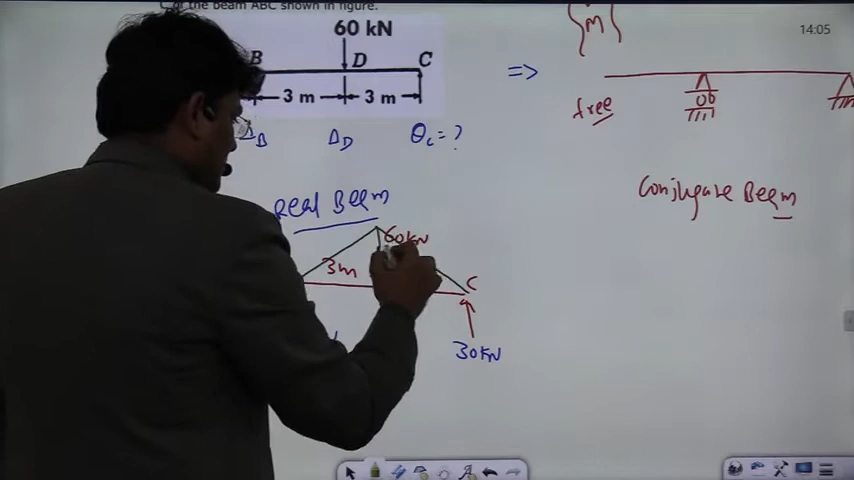 C of the beam ABC shown in figure.
60 kN
B D C
3 m 3 m
Δ_B Δ_D θ_C = ?
Real Beam
60kN
3m
C
30kN
m
14:05
⇒
free
Conjugate Beam